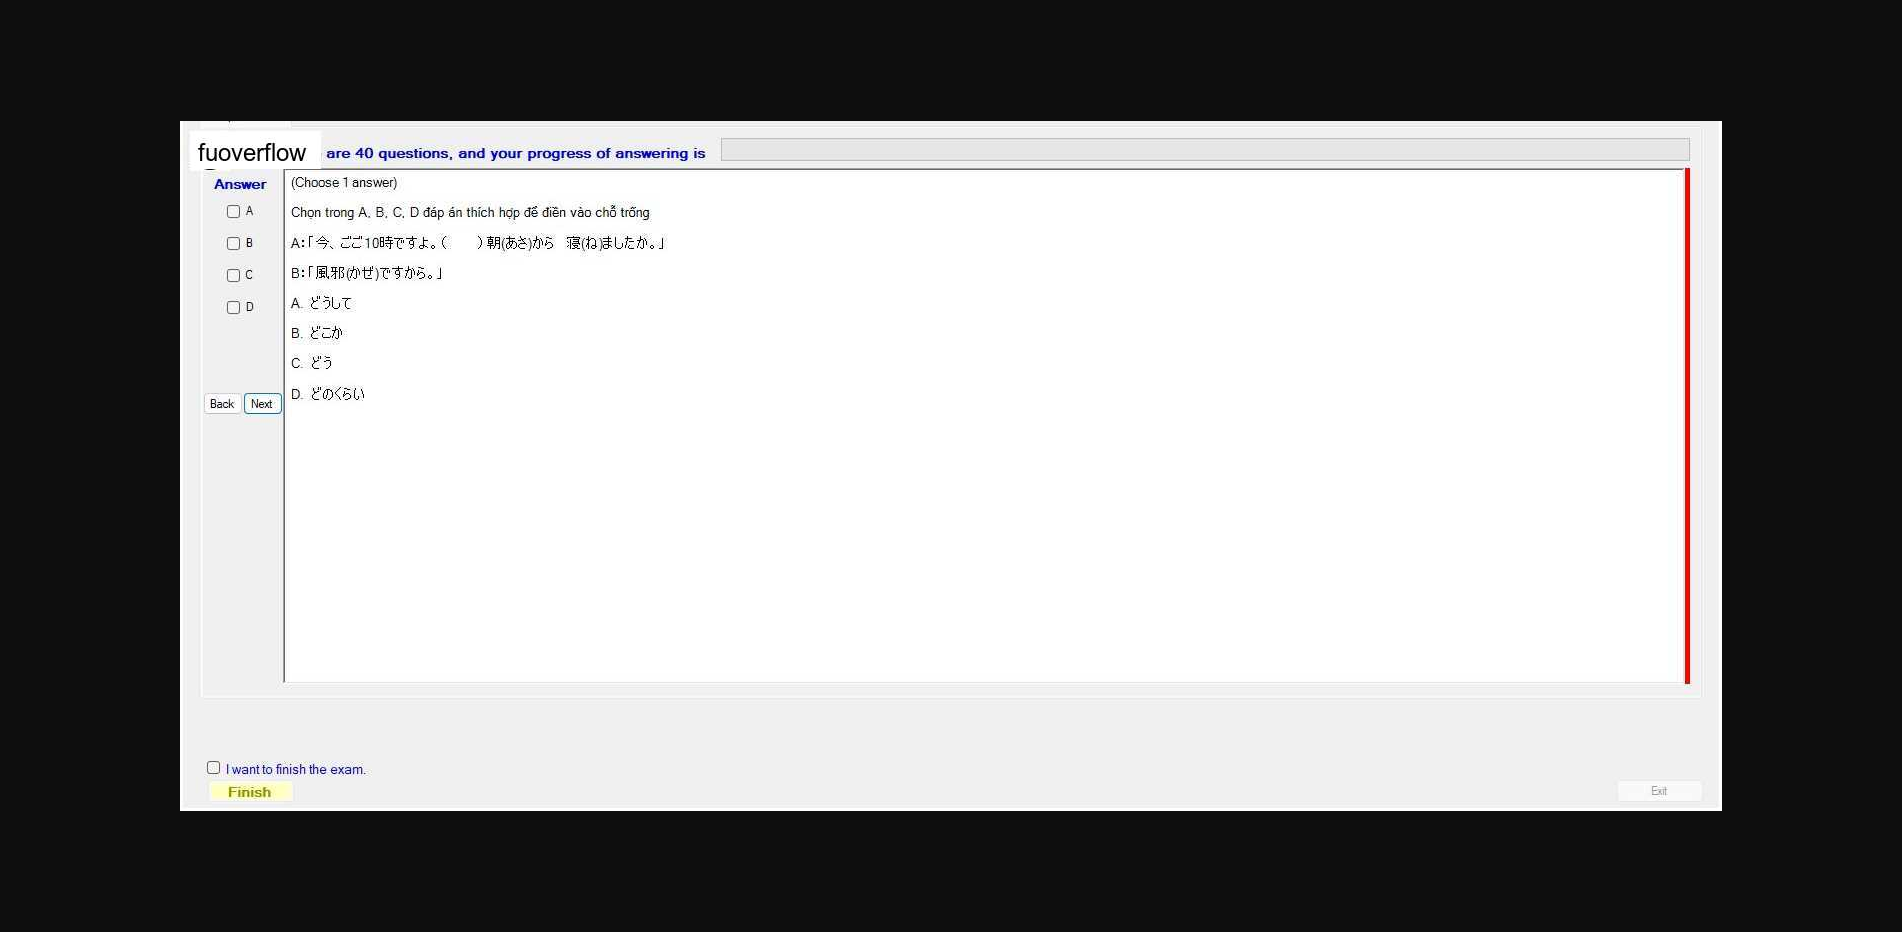 fuoverflow are 40 questions, and your progress of answering is
Answer
A
B
C
D
Back Next
(Choose 1 answer)
Chọn trong A, B, C, D đáp án thích hợp để điền vào chỗ trống
A：「今、ごご10時ですよ。（　　）朝(あさ)から　寝(ね)ましたか。」
B：「風邪(かぜ)ですから。」
A. どうして
B. どこか
C. どう
D. どのくらい
I want to finish the exam.
Finish
Exit